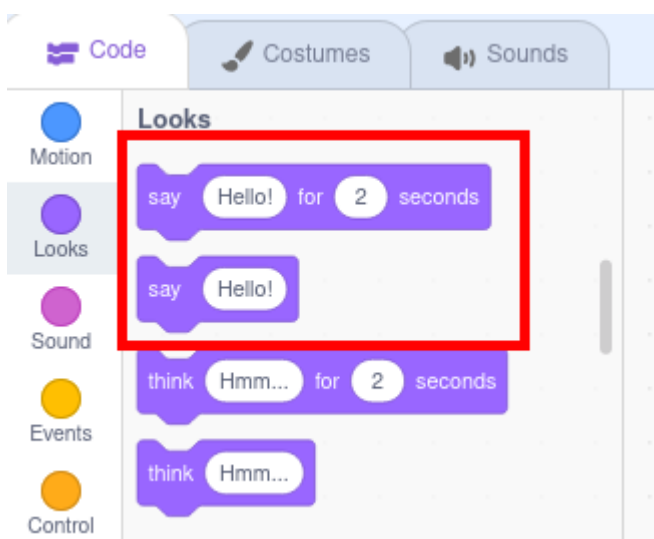 Code Costumes Sounds
Motion
Looks
Sound
Events
Control
Looks
say Hello! for 2 seconds
say Hello!
think Hmm... for 2 seconds
think Hmm...